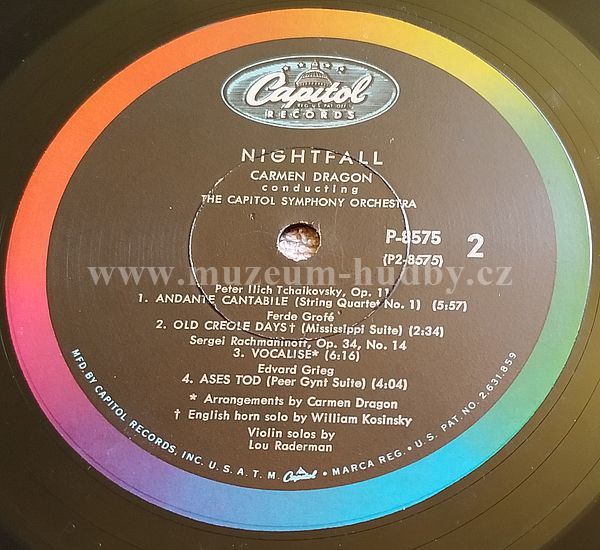 Capitol
REG. U.S. PAT. OFF.
RECORDS
NIGHTFALL
CARMEN DRAGON
conducting
THE CAPITOL SYMPHONY ORCHESTRA
P-8575
(P2-8575)
2
www.muzeum-hudby.cz
Peter Ilich Tchaikovsky, Op. 11
1. ANDANTE CANTABILE (String Quartet No. 1) (5:57)
Ferde Grofé
2. OLD CREOLE DAYS† (Mississippi Suite) (2:34)
Sergei Rachmaninoff, Op. 34, No. 14
3. VOCALISE* (6:16)
Edvard Grieg
4. ASES TOD (Peer Gynt Suite) (4:04)
* Arrangements by Carmen Dragon
† English horn solo by William Kosinsky
Violin solos by
Lou Raderman
MFD. BY CAPITOL RECORDS, INC. U. S. A. T. M. Capitol • MARCA REG. • U. S. PAT. NO. 2,631,859